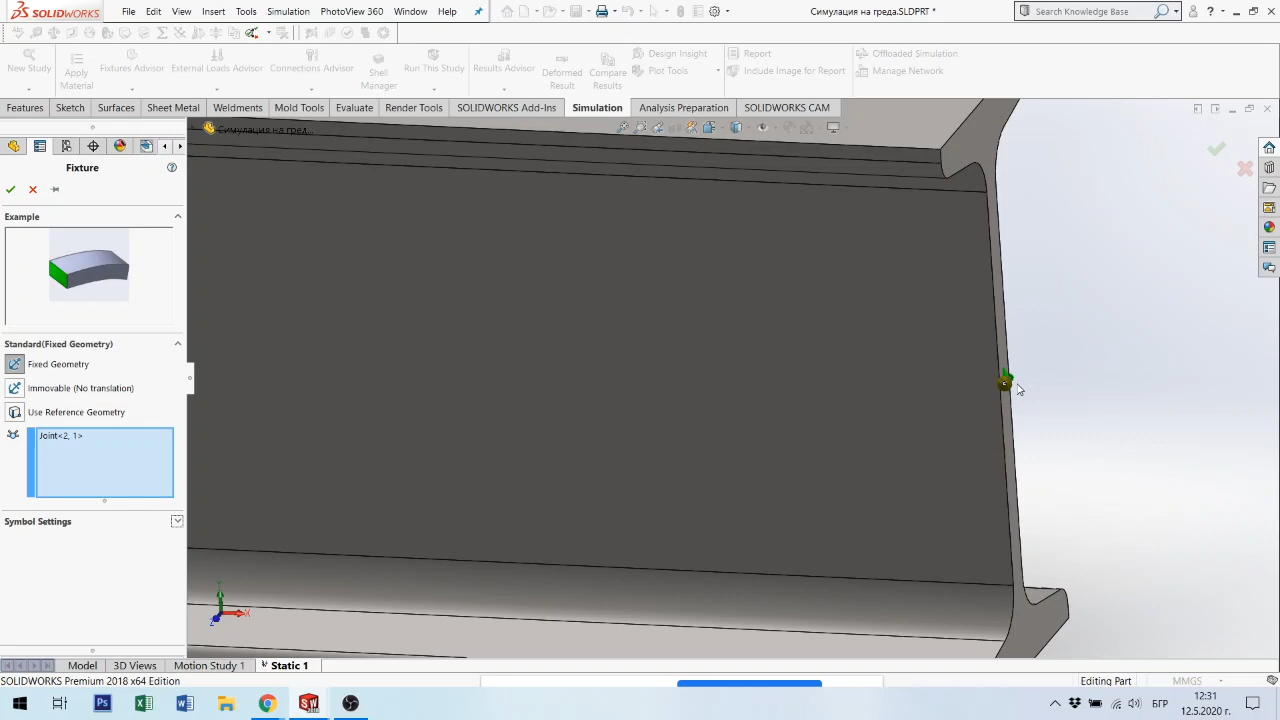 SOLIDWORKS
File Edit View Insert Tools Simulation PhotoView 360 Window Help
Симулация на греда.SLDPRT *
Search Knowledge Base
New Study
Apply Material
Fixtures Advisor
External Loads Advisor
Connections Advisor
Shell Manager
Run This Study
Results Advisor
Deformed Result
Compare Results
Design Insight
Plot Tools
Report
Include Image for Report
Offloaded Simulation
Manage Network
Features Sketch Surfaces Sheet Metal Weldments Mold Tools Evaluate Render Tools SOLIDWORKS Add-Ins Simulation Analysis Preparation SOLIDWORKS CAM
Симулация на гред...
Fixture
Example
Standard(Fixed Geometry)
Fixed Geometry
Immovable (No translation)
Use Reference Geometry
Joint<2, 1>
Symbol Settings
Y
X
Z
Model 3D Views Motion Study 1 Static 1
SOLIDWORKS Premium 2018 x64 Edition
Editing Part
MMGS
БГР
12:31
12.5.2020 г.